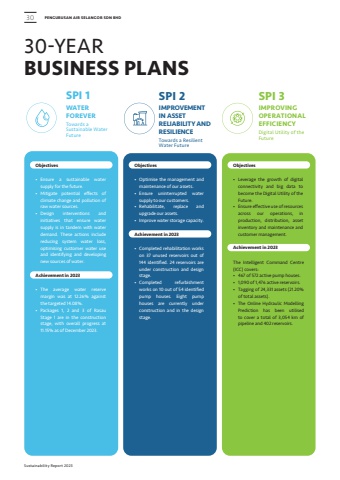 30
PENGURUSAN AIR SELANGOR SDN BHD
30-YEAR
BUSINESS PLANS
SPI 1
WATER
FOREVER
Towards a
Sustainable Water
Future
Objectives
• Ensure a sustainable water
supply for the future.
• Mitigate potential effects of
climate change and pollution of
raw water sources.
• Design interventions and
initiatives that ensure water
supply is in tandem with water
demand. These actions include
reducing system water loss,
optimising customer water use
and identifying and developing
new sources of water.
Achievement in 2023
• The average water reserve
margin was at 15.26% against
the targeted 14.00%.
• Packages 1, 2 and 3 of Rasau
Stage 1 are in the construction
stage, with overall progress at
11.15% as of December 2023.
SPI 2
IMPROVEMENT
IN ASSET
RELIABILITY AND
RESILIENCE
Towards a Resilient
Water Future
Objectives
• Optimise the management and
maintenance of our assets.
• Ensure uninterrupted water
supply to our customers.
• Rehabilitate, replace and
upgrade our assets.
• Improve water storage capacity.
Achievement in 2023
• Completed rehabilitation works
on 37 unused reservoirs out of
144 identified. 24 reservoirs are
under construction and design
stage.
• Completed refurbishment
works on 10 out of 54 identified
pump houses. Eight pump
houses are currently under
construction and in the design
stage.
SPI 3
IMPROVING
OPERATIONAL
EFFICIENCY
Digital Utility of the
Future
Objectives
• Leverage the growth of digital
connectivity and big data to
become the Digital Utility of the
Future.
• Ensure effective use of resources
across our operations, in
production, distribution, asset
inventory and maintenance and
customer management.
Achievement in 2023
The Intelligent Command Centre
(ICC) covers:
• 487 of 572 active pump houses.
• 1,090 of 1,476 active reservoirs.
• Tagging of 24,531 assets (21.20%
of total assets).
• The Online Hydraulic Modelling
Prediction has been utilised
to cover a total of 5,054 km of
pipeline and 402 reservoirs.
Sustainability Report 2023